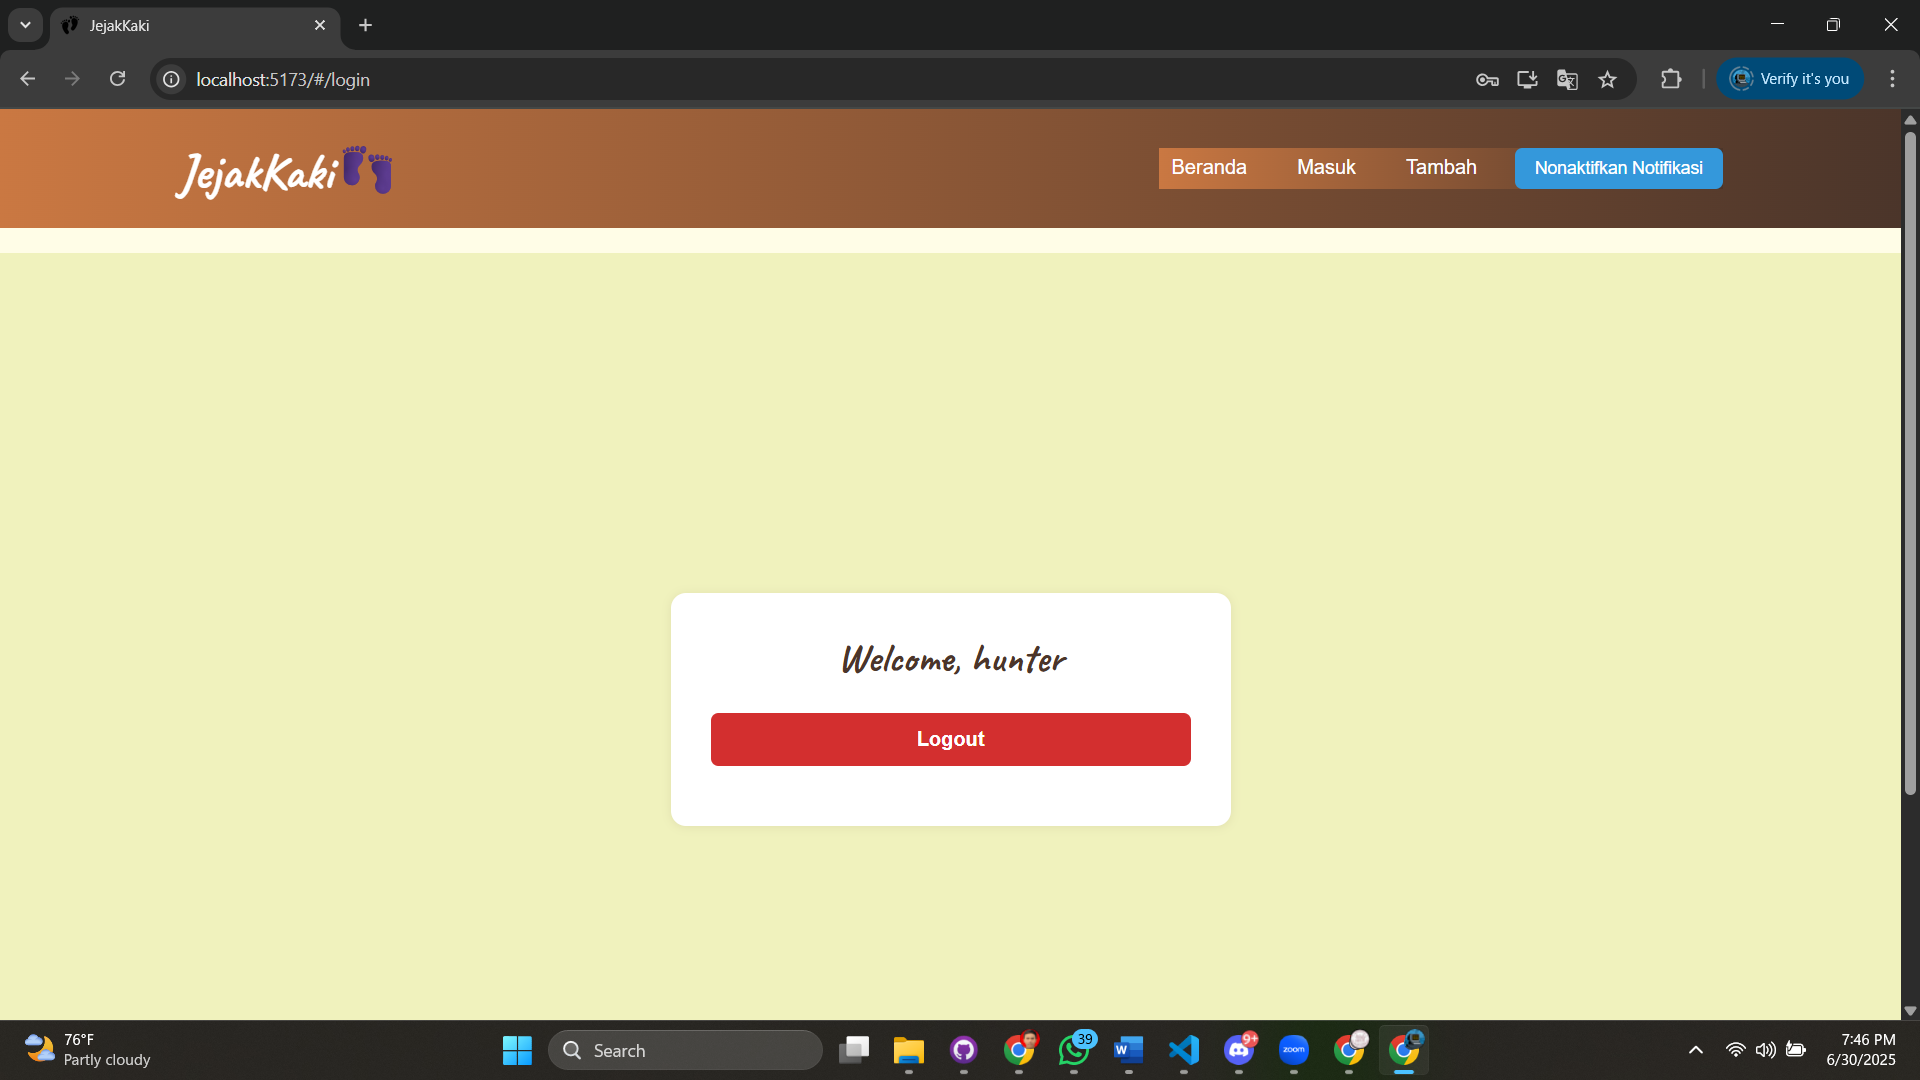 JejakKaki
localhost:5173/#/login
Verify it's you
JejakKaki
Beranda Masuk Tambah Nonaktifkan Notifikasi
Welcome, hunter
Logout
76°F
Partly cloudy
Search
39
W
9+
zoom
7:46 PM
6/30/2025